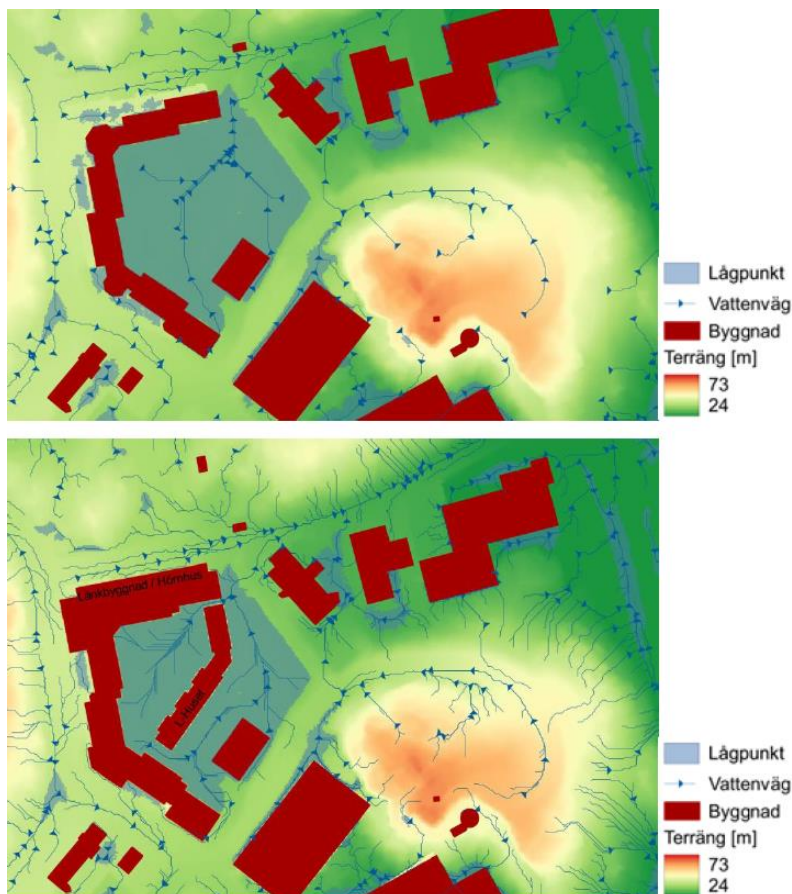 Lågpunkt
Vattenväg
Byggnad
Terräng [m]
73
24
Länkbyggnad / Hörnhus
L-Huset
Lågpunkt
Vattenväg
Byggnad
Terräng [m]
73
24